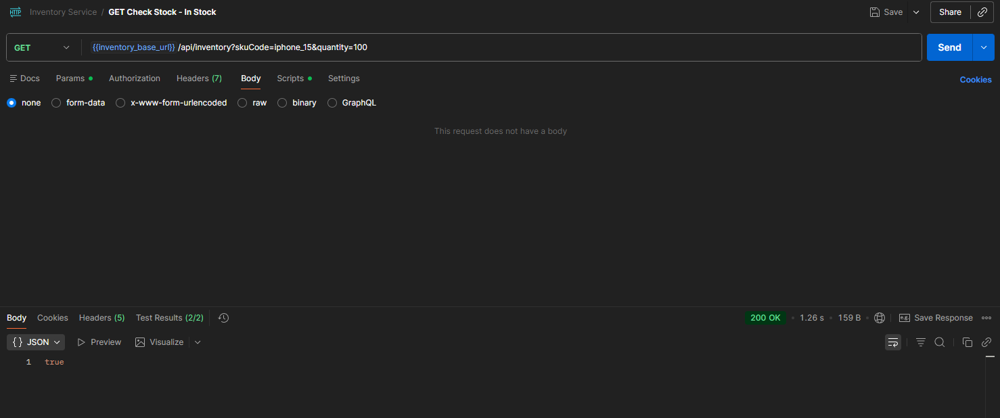 HTTP Inventory Service / GET Check Stock - In Stock Save Share
GET {{inventory_base_url}} /api/inventory?skuCode=iphone_15&quantity=100 Send
Docs Params Authorization Headers (7) Body Scripts Settings Cookies
none form-data x-www-form-urlencoded raw binary GraphQL
This request does not have a body
Body Cookies Headers (5) Test Results (2/2) 200 OK • 1.26 s • 159 B • e.g. Save Response
{} JSON Preview Visualize
1 true